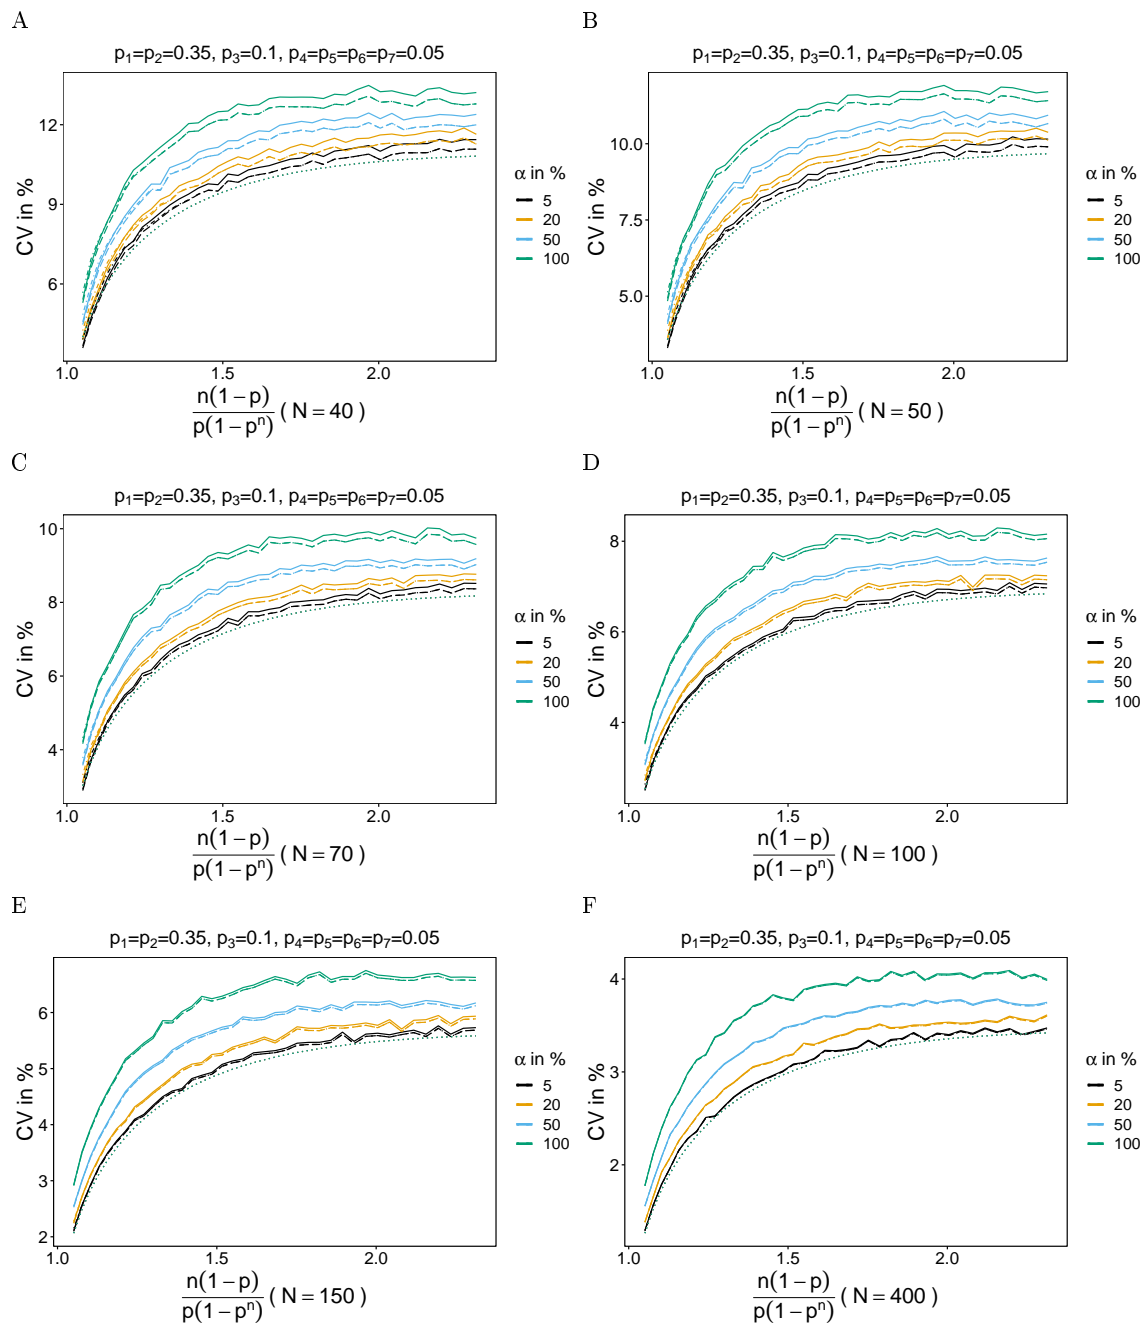 A
p1=p2=0.35, p3=0.1, p4=p5=p6=p7=0.05
CV in %
12
9
6
1.0 1.5 2.0
n(1−p)
p(1−pⁿ)
( N = 40 )
α in %
5
20
50
100
B
p1=p2=0.35, p3=0.1, p4=p5=p6=p7=0.05
CV in %
10.0
7.5
5.0
1.0 1.5 2.0
n(1−p)
p(1−pⁿ)
( N = 50 )
α in %
5
20
50
100
C
p1=p2=0.35, p3=0.1, p4=p5=p6=p7=0.05
CV in %
10
8
6
4
1.0 1.5 2.0
n(1−p)
p(1−pⁿ)
( N = 70 )
α in %
5
20
50
100
D
p1=p2=0.35, p3=0.1, p4=p5=p6=p7=0.05
CV in %
8
6
4
1.0 1.5 2.0
n(1−p)
p(1−pⁿ)
( N = 100 )
α in %
5
20
50
100
E
p1=p2=0.35, p3=0.1, p4=p5=p6=p7=0.05
CV in %
6
5
4
3
2
1.0 1.5 2.0
n(1−p)
p(1−pⁿ)
( N = 150 )
α in %
5
20
50
100
F
p1=p2=0.35, p3=0.1, p4=p5=p6=p7=0.05
CV in %
4
3
2
1.0 1.5 2.0
n(1−p)
p(1−pⁿ)
( N = 400 )
α in %
5
20
50
100